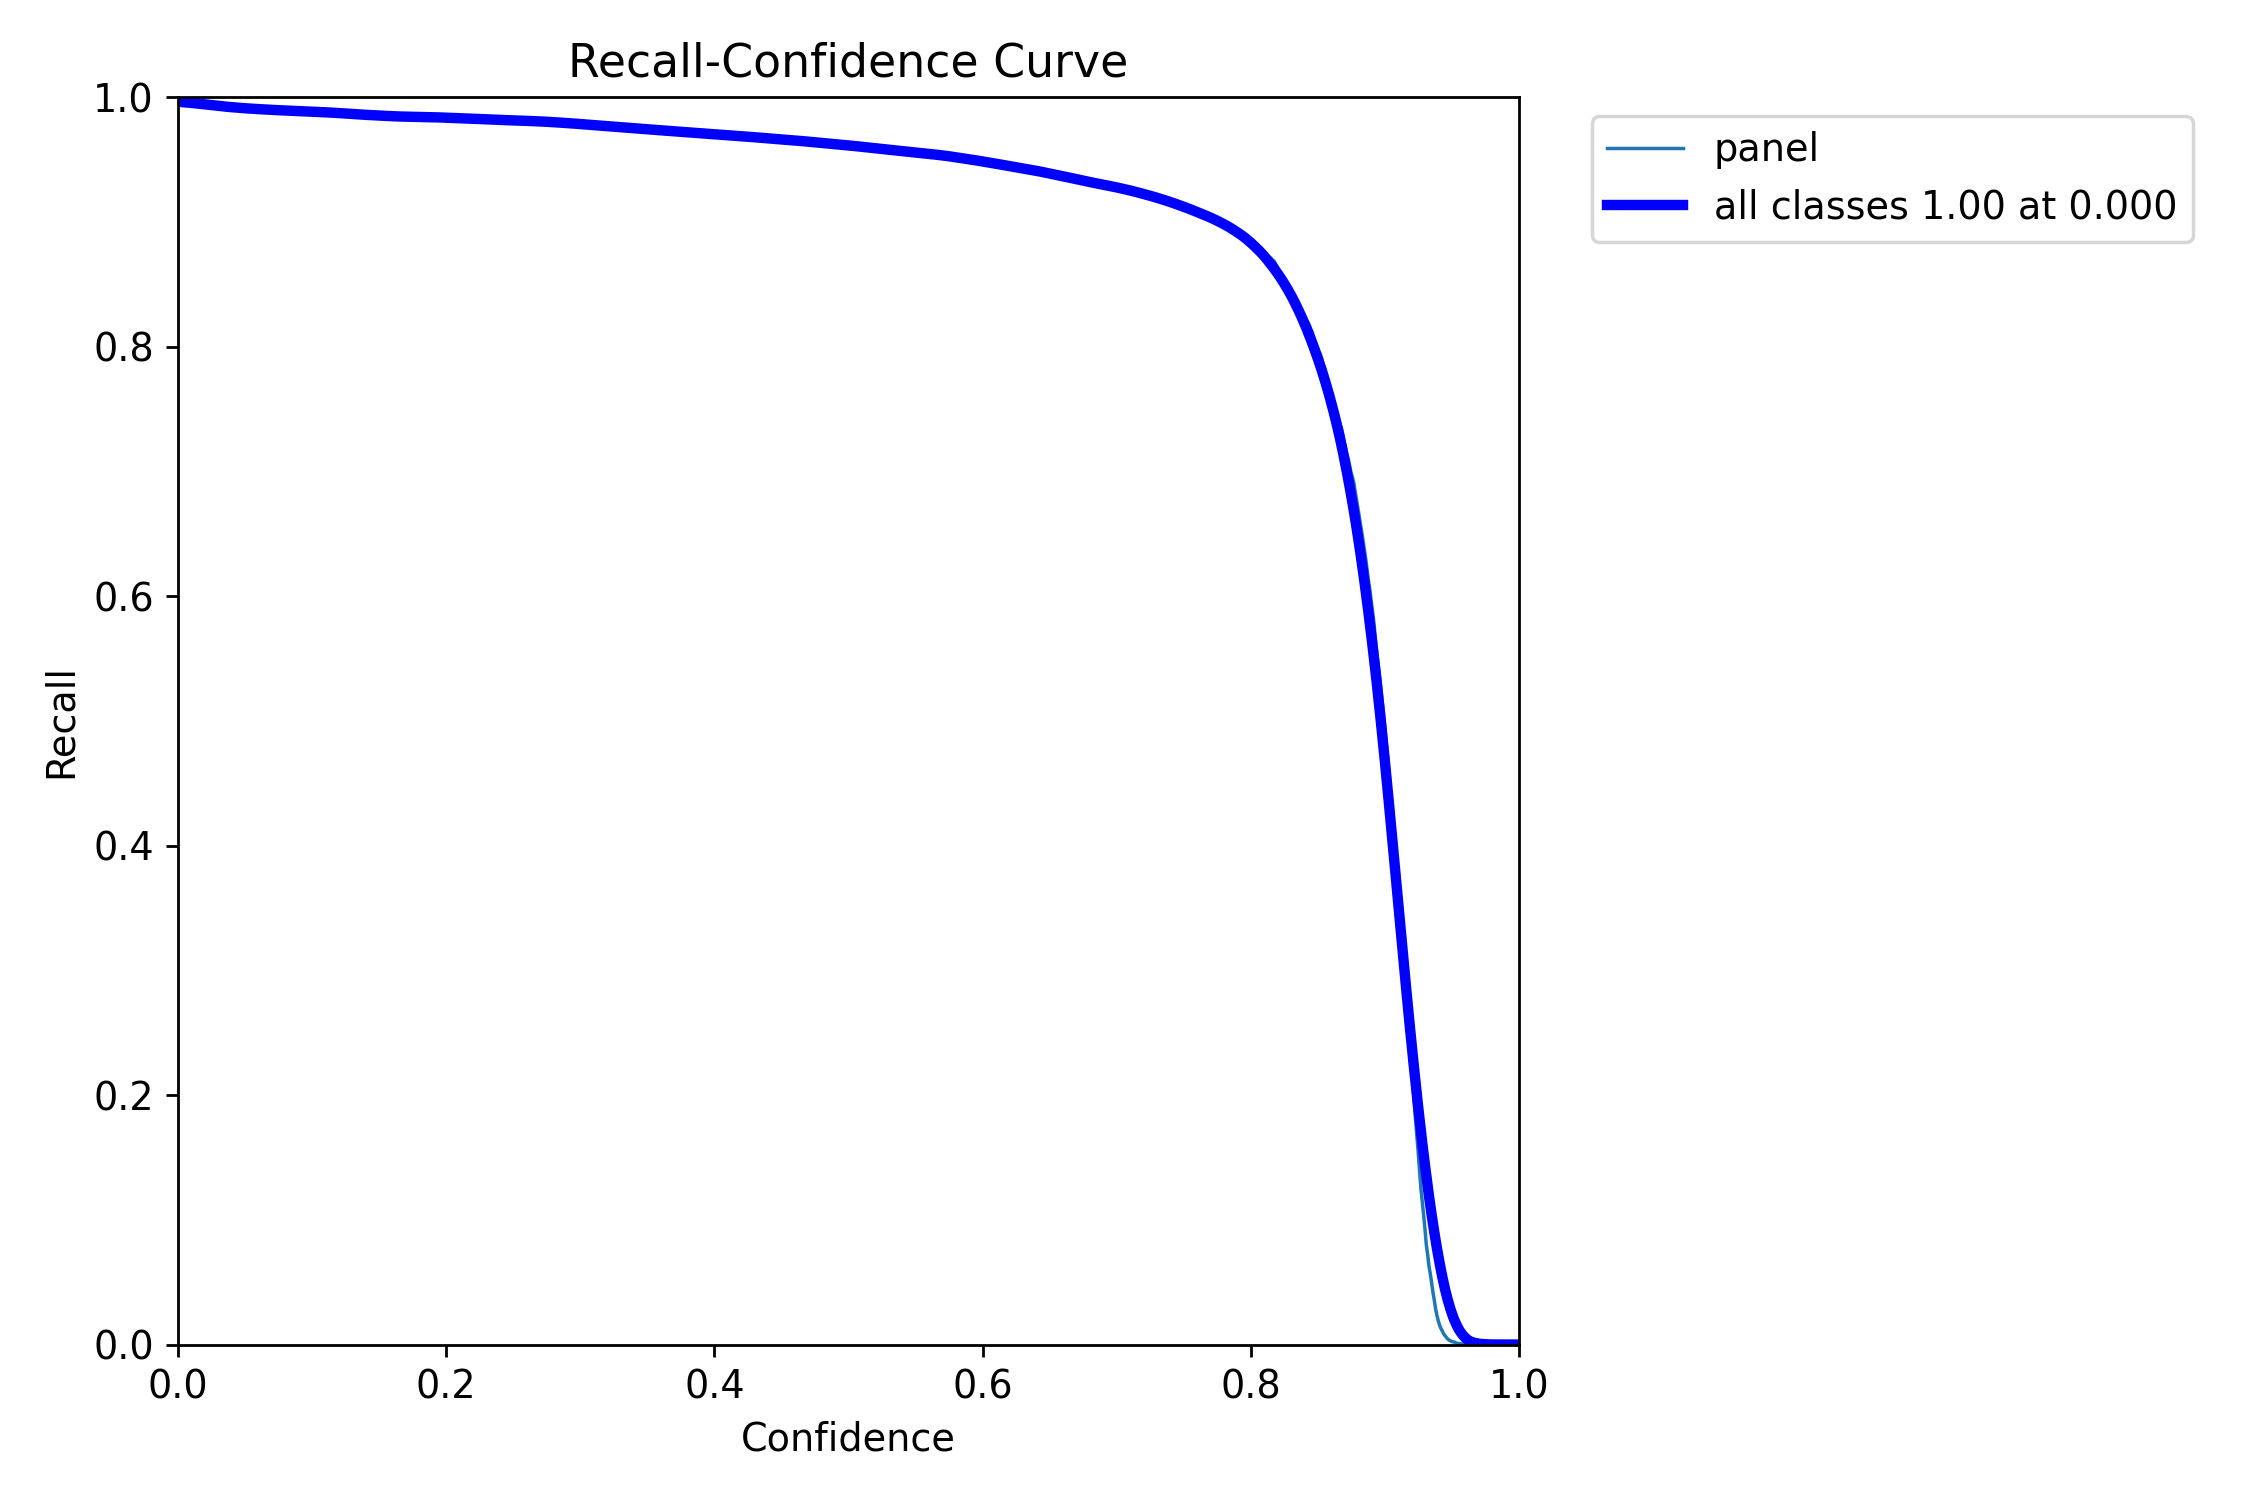 Recall-Confidence Curve
1.0
0.8
0.6
0.4
0.2
0.0
Recall
0.0 0.2 0.4 0.6 0.8 1.0
Confidence
panel
all classes 1.00 at 0.000